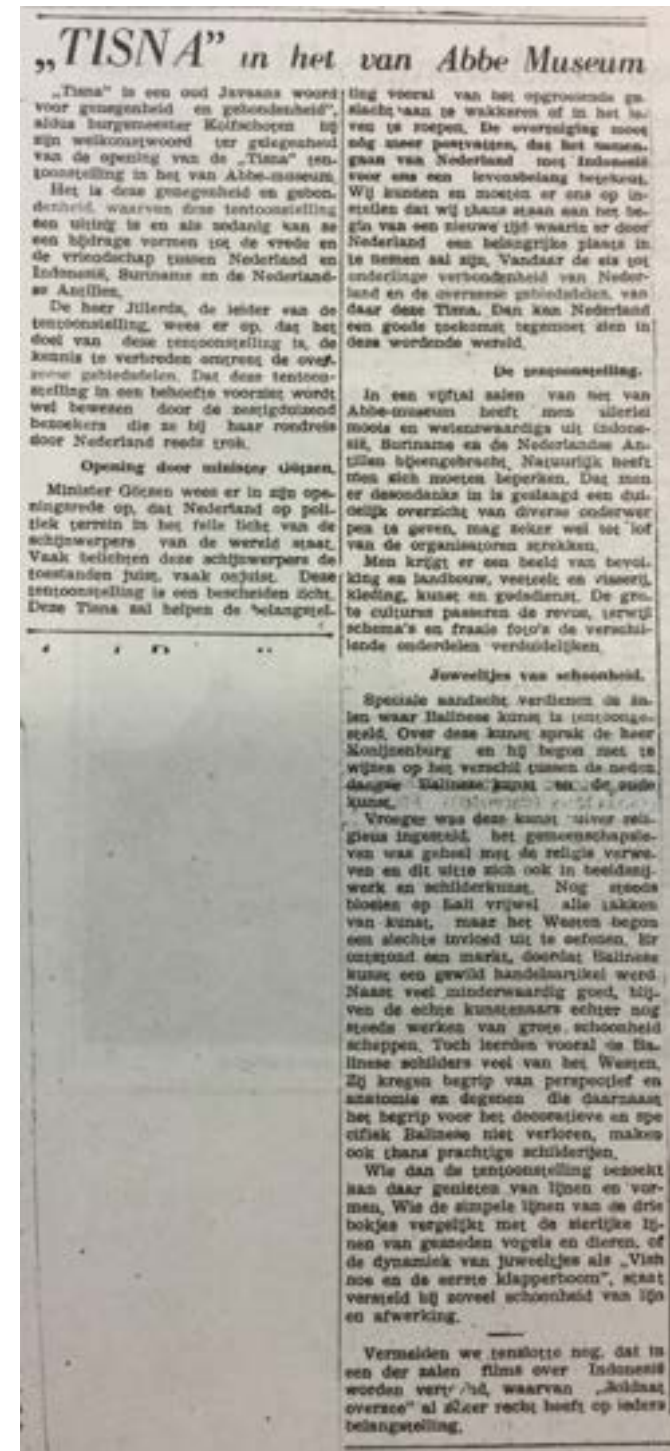 „TISNA” in het van Abbe Museum
„Tisna” is een oud Javaans woord
voor genegenheid en gebondenheid”,
aldus burgemeester Kolfschoten bij
zijn welkomstwoord ter gelegenheid
van de opening van de „Tisna” ten-
toonstelling in het van Abbe-museum.
Het is deze genegenheid en gebon-
denheid, waarvan deze tentoonstelling
een uiting is en als zodanig kan ze
een bijdrage vormen tot de vrede en
de vriendschap tussen Nederland en
Indonesië, Suriname en de Nederland-
se Antillen.
De heer Jillerda, de leider van de
tentoonstelling, wees er op, dat het
doel van deze tentoonstelling is, de
kennis te verbreden omtrent de over-
zeese gebiedsdelen. Dat deze tentoon-
stelling in een behoefte voorziet wordt
wel bewezen door de zestigduizend
bezoekers die ze bij haar rondreis
door Nederland reeds trok.
Opening door minister Götzen.
Minister Götzen wees er in zijn ope-
ningsrede op, dat Nederland op poli-
tiek terrein in het felle licht van de
schijnwerpers van de wereld staat.
Vaak belichten deze schijnwerpers de
toestanden juist, vaak onjuist. Deze
tentoonstelling is een bescheiden licht.
Deze Tisna zal helpen de belangstel-
ling vooral van het opgroeiende ge-
slacht aan te wakkeren of in het le-
ven te roepen. De overtuiging moet
nóg meer postvatten, dat het samen-
gaan van Nederland met Indonesië
voor ons een levensbelang betekent.
Wij kunnen en moeten er ons op in-
stellen dat wij thans staan aan het be-
gin van een nieuwe tijd waarin er door
Nederland een belangrijke plaats in
te nemen zal zijn. Vandaar de eis tot
onderlinge verbondenheid van Neder-
land en de overzeese gebiedsdelen, van
daar deze Tisna. Dan kan Nederland
een goede toekomst tegemoet zien in
deze wordende wereld.
De tentoonstelling.
In een vijftal zalen van het van
Abbe-museum heeft men allerlei
moois en wetenswaardigs uit Indone-
sië, Suriname en de Nederlandse An-
tillen bijeengebracht. Natuurlijk heeft
men zich moeten beperken. Dat men
er desondanks in is geslaagd een dui-
delijk overzicht van diverse onderwer
pen te geven, mag zeker wel tot lof
van de organisatoren strekken.
Men krijgt er een beeld van bevol-
king en landbouw, veeteelt en visserij,
kleding, kunst en godsdienst. De gro-
te cultures passeren de revue, terwijl
schema's en fraaie foto's de verschil-
lende onderdelen verduidelijken.
Juweeltjes van schoonheid.
Speciale aandacht verdienen de za-
len waar Balinese kunst is tentoonge-
steld. Over deze kunst sprak de heer
Konijnenburg en hij begon met te
wijzen op het verschil tussen de heden
daagse Balinese kunst en de oude
kunst.
Vroeger was deze kunst zuiver reli-
gieus ingesteld, het gemeenschapsle-
ven was geheel met de religie verwe-
ven en dit uitte zich ook in beeldsnij-
werk en schilderkunst. Nog steeds
bloeien op Bali vrijwel alle takken
van kunst, maar het Westen begon
een slechte invloed uit te oefenen. Er
ontstond een markt, doordat Balinese
kunst een gewild handelsartikel werd.
Naast veel minderwaardig goed, blij-
ven de echte kunstenaars echter nog
steeds werken van grote schoonheid
scheppen. Toch leerden vooral de Ba-
linese schilders veel van het Westen.
Zij kregen begrip van perspectief en
anatomie en degenen die daarnaast
het begrip voor het decoratieve en spe
cifiek Balinese niet verloren, maken
ook thans prachtige schilderijen.
Wie dan de tentoonstelling bezoekt
kan daar genieten van lijnen en vor-
men. Wie de simpele lijnen van de drie
bokjes vergelijkt met de sierlijke lij-
nen van gesneden vogels en dieren, of
de dynamiek van juweeltjes als „Vish
noe en de eerste klapperboom”, staat
versteld bij zoveel schoonheid van lijn
en afwerking.
Vermelden we tenslotte nog, dat in
een der zalen films over Indonesië
worden waarvan „Soldaat
overzee” al zeer recht heeft op ieders
belangstelling.